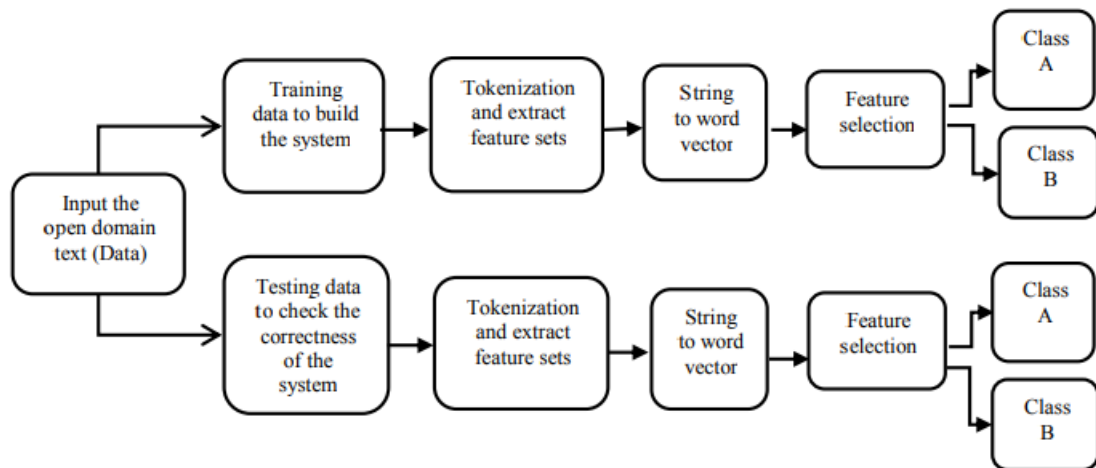 Input the
open domain
text (Data)
Training
data to build
the system
Tokenization
and extract
feature sets
String
to word
vector
Feature
selection
Class
A
Class
B
Testing data
to check the
correctness
of the
system
Tokenization
and extract
feature sets
String
to word
vector
Feature
selection
Class
A
Class
B